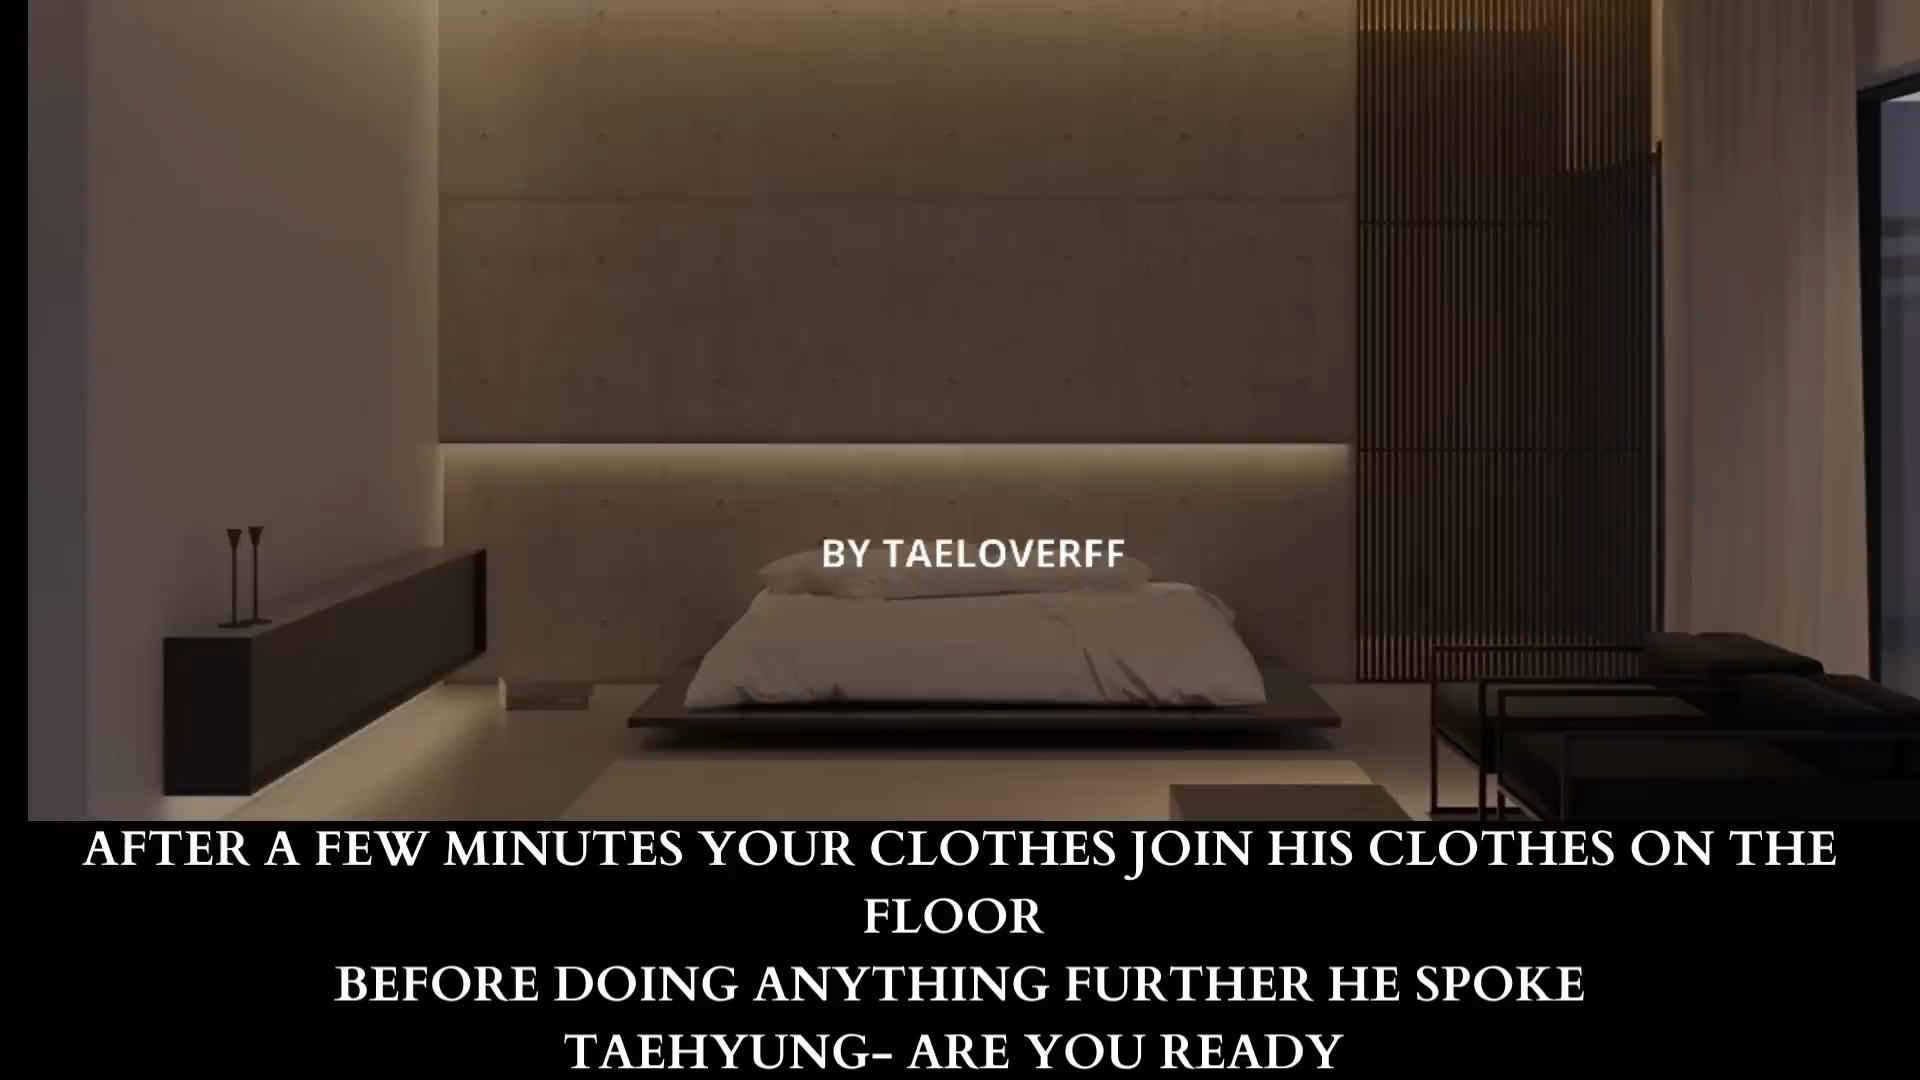 BY TAELOVERFF
AFTER A FEW MINUTES YOUR CLOTHES JOIN HIS CLOTHES ON THE
FLOOR
BEFORE DOING ANYTHING FURTHER HE SPOKE
TAEHYUNG- ARE YOU READY